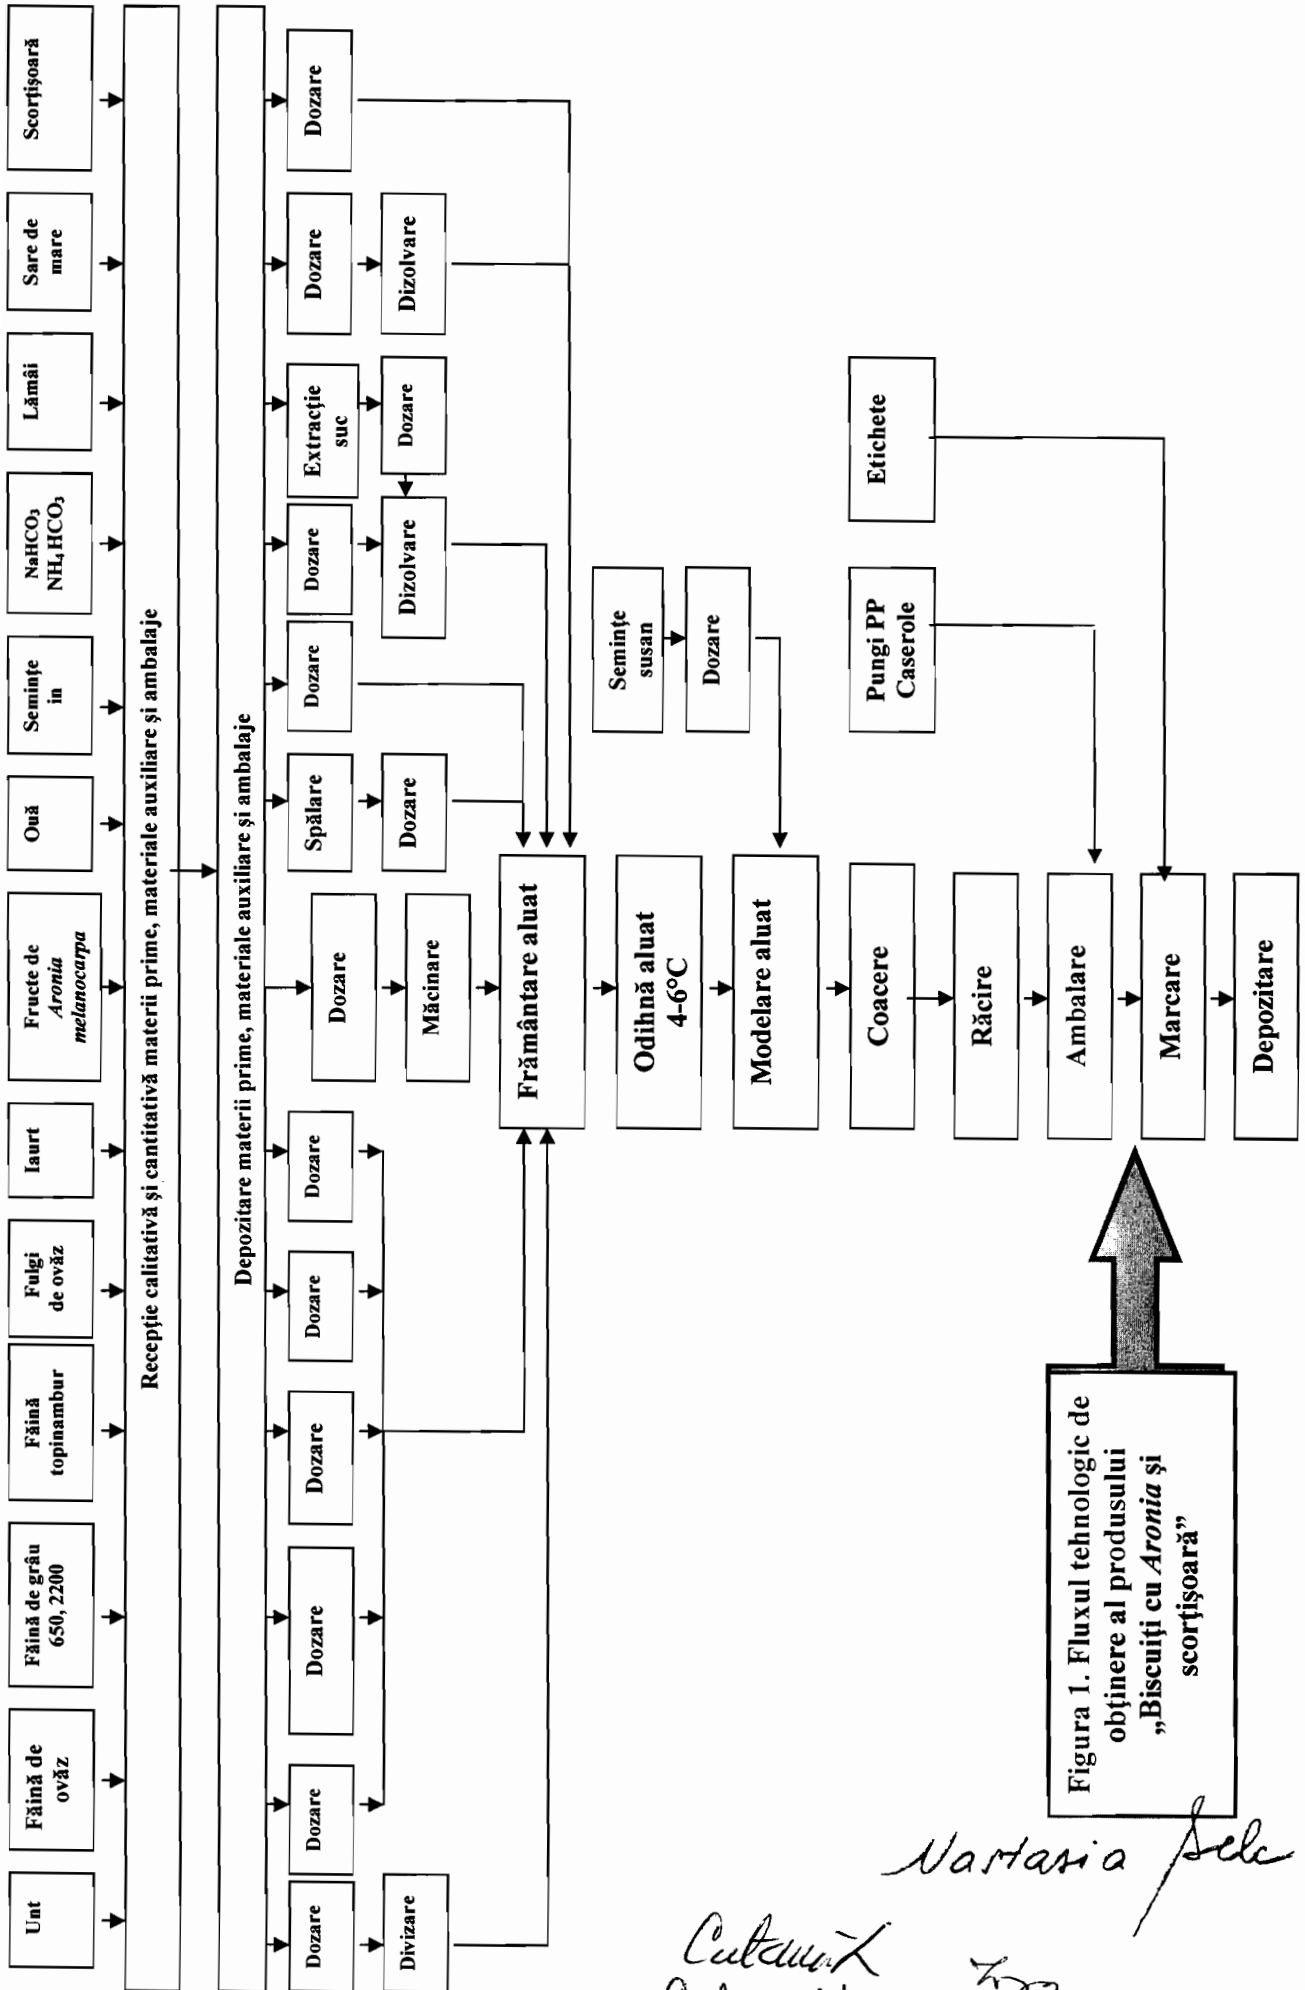 Unt
Făină de
ovăz
Făină de grâu
650, 2200
Făină
topinambur
Fulgi
de ovăz
Iaurt
Fructe de
Aronia
melanocarpa
Ouă
Semințe
in
NaHCO₃
NH₄HCO₃
Lămâi
Sare de
mare
Scorțișoară
Recepție calitativă și cantitativă materii prime, materiale auxiliare și ambalaje
Depozitare materii prime, materiale auxiliare și ambalaje
Dozare
Dozare
Dozare
Dozare
Dozare
Dozare
Dozare
Spălare
Dozare
Dozare
Extracție
suc
Dozare
Dozare
Divizare
Măcinare
Dozare
Dizolvare
Dozare
Dizolvare
Frământare aluat
Semințe
susan
Dozare
Odihnă aluat
4-6°C
Modelare aluat
Coacere
Pungi PP
Caserole
Etichete
Răcire
Ambalare
Marcare
Depozitare
Figura 1. Fluxul tehnologic de
obținere al produsului
„Biscuiți cu Aronia și
scorțișoară”
Nastasia